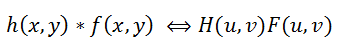 h(x,y) * f(x,y) ⇔ H(u,v)F(u,v)